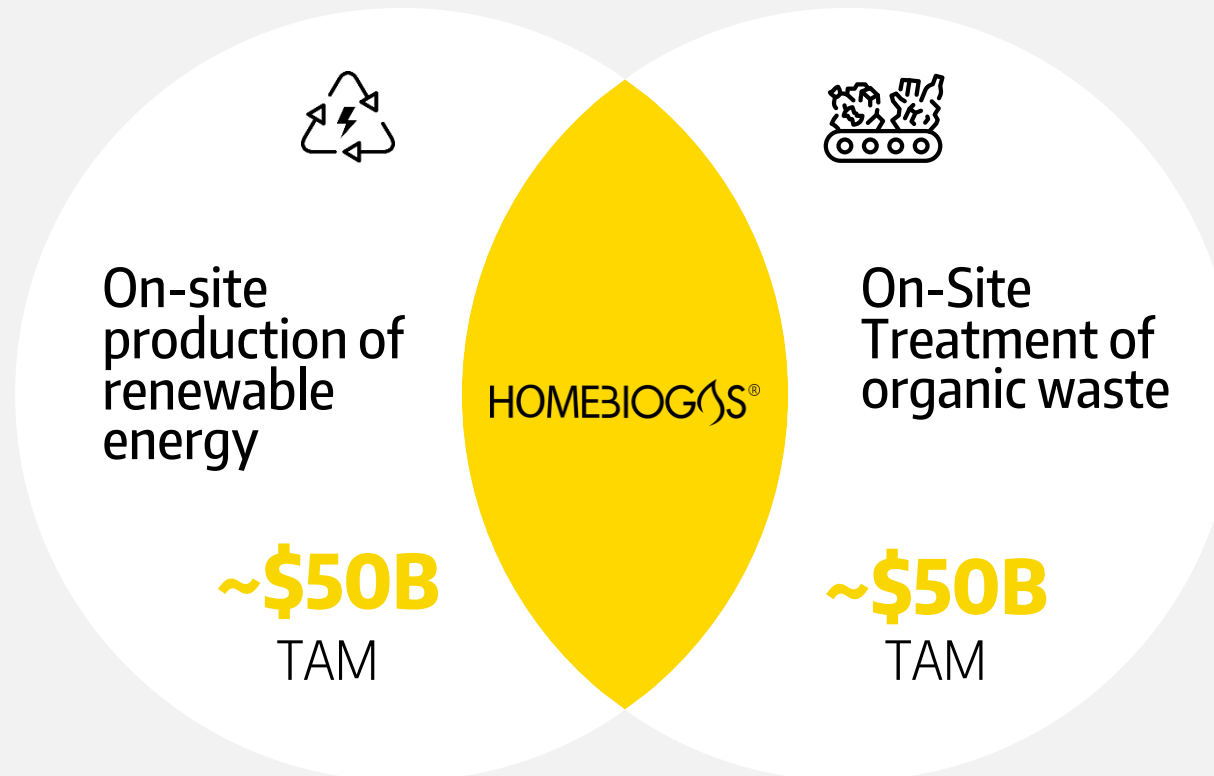 On-site
production of
renewable
energy
~$50B
TAM
HOMEBIOGAS®
On-Site
Treatment of
organic waste
~$50B
TAM